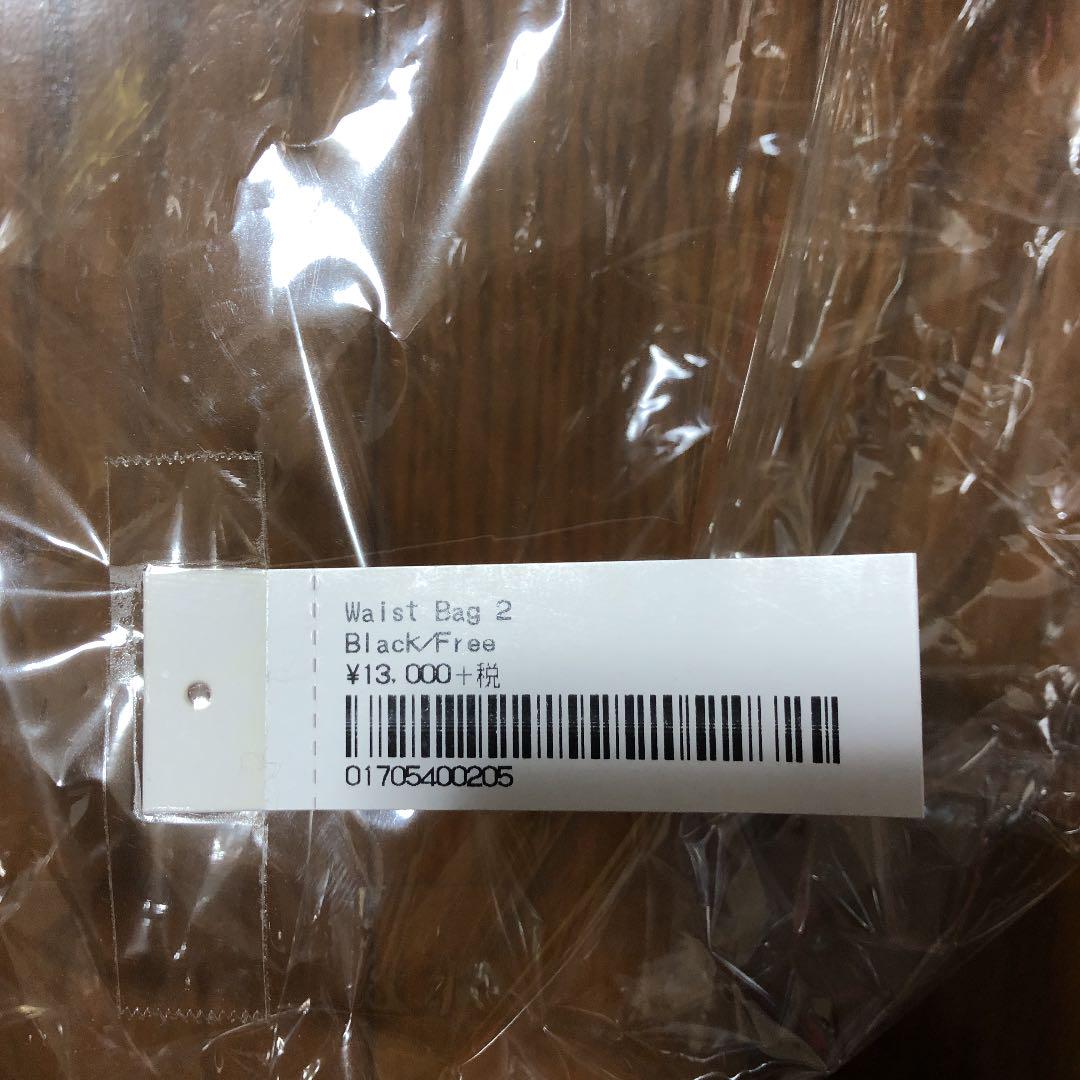 Waist Bag 2
Black/Free
¥13,000+税
01705400205